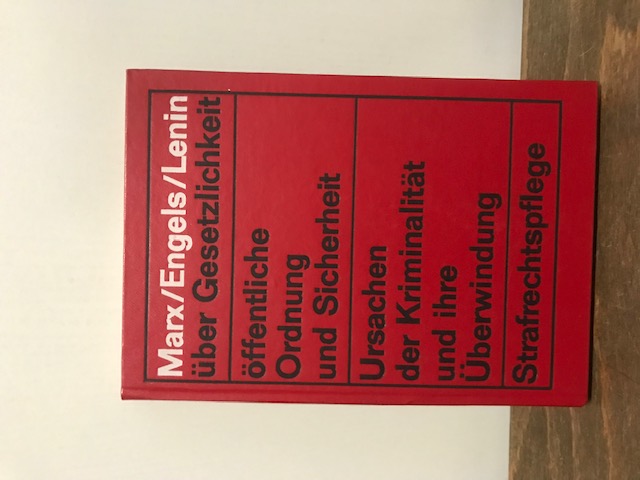 Marx/Engels/Lenin
über Gesetzlichkeit
öffentliche
Ordnung
und Sicherheit
Ursachen
der Kriminalität
und ihre
Überwindung
Strafrechtspflege